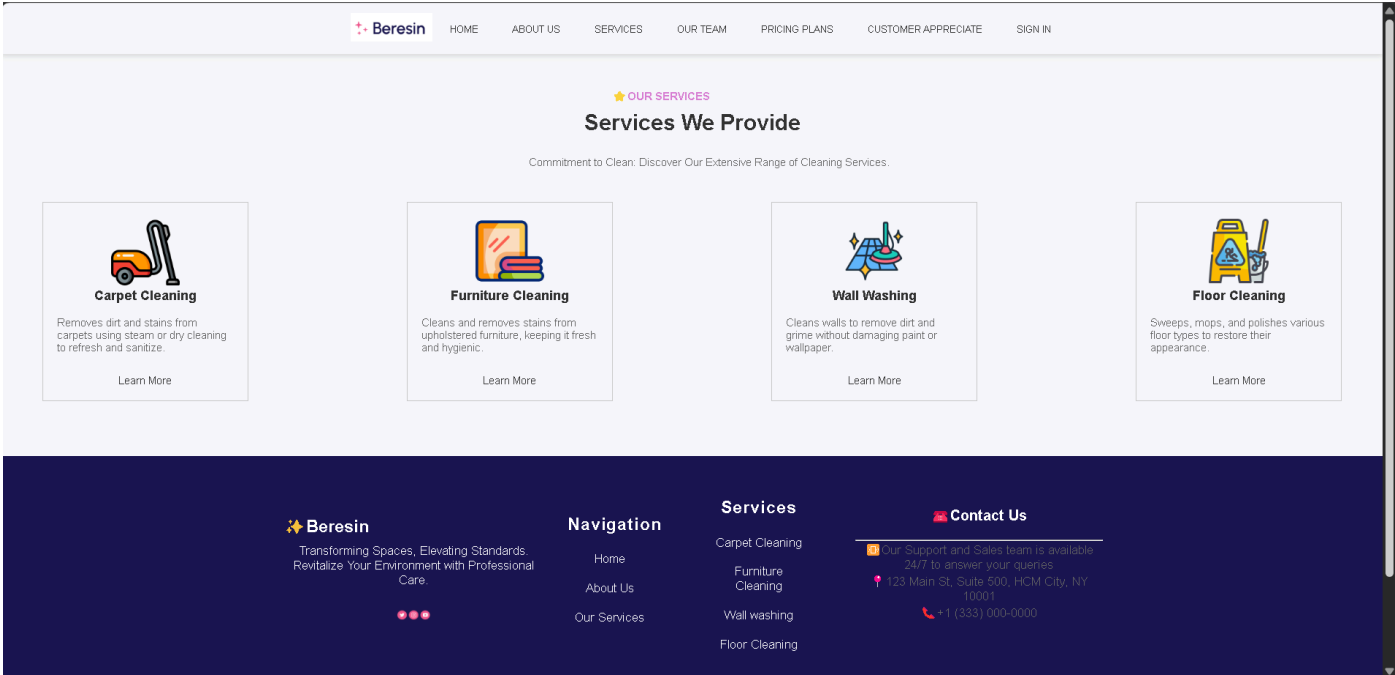 Beresin
HOME
ABOUT US
SERVICES
OUR TEAM
PRICING PLANS
CUSTOMER APPRECIATE
SIGN IN
OUR SERVICES
Services We Provide
Commitment to Clean: Discover Our Extensive Range of Cleaning Services.
Carpet Cleaning
Removes dirt and stains from
carpets using steam or dry cleaning
to refresh and sanitize.
Learn More
Furniture Cleaning
Cleans and removes stains from
upholstered furniture, keeping it fresh
and hygienic.
Learn More
Wall Washing
Cleans walls to remove dirt and
grime without damaging paint or
wallpaper.
Learn More
Floor Cleaning
Sweeps, mops, and polishes various
floor types to restore their
appearance.
Learn More
Beresin
Transforming Spaces, Elevating Standards.
Revitalize Your Environment with Professional
Care.
Navigation
Home
About Us
Our Services
Services
Carpet Cleaning
Furniture
Cleaning
Wall washing
Floor Cleaning
Contact Us
Our Support and Sales team is available
24/7 to answer your queries
123 Main St, Suite 500, HCM City, NY
10001
+1 (333) 000-0000